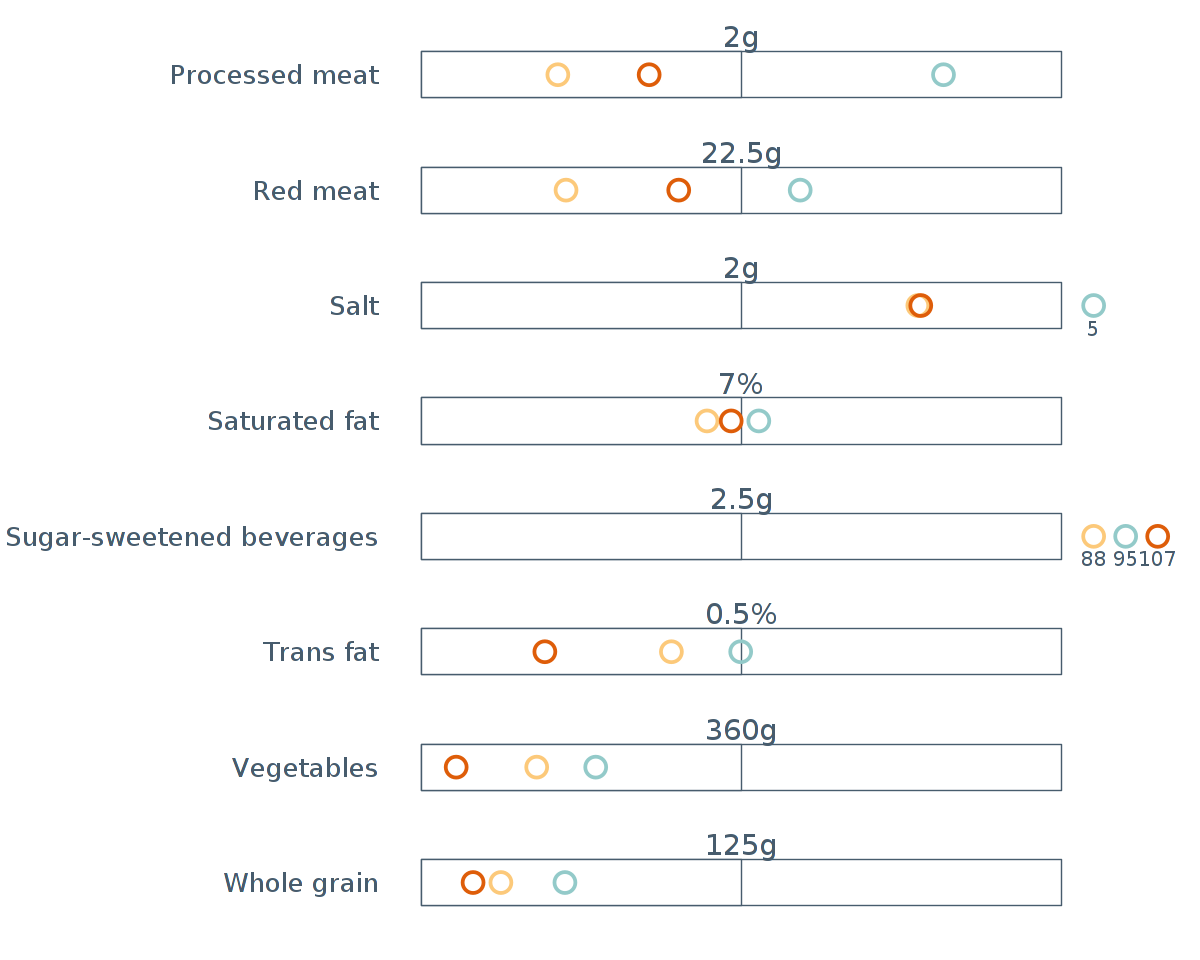 2g
Processed meat
22.5g
Red meat
2g
Salt
5
7%
Saturated fat
2.5g
Sugar-sweetened beverages
88 95 107
0.5%
Trans fat
360g
Vegetables
125g
Whole grain